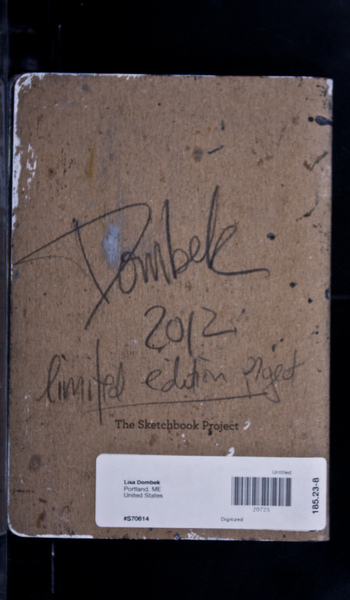 Dombek
2012
limited edition project
The Sketchbook Project
Untitled
Lisa Dombek
Portland, ME
United States
20725
#S70614
Digitized
185.23-8